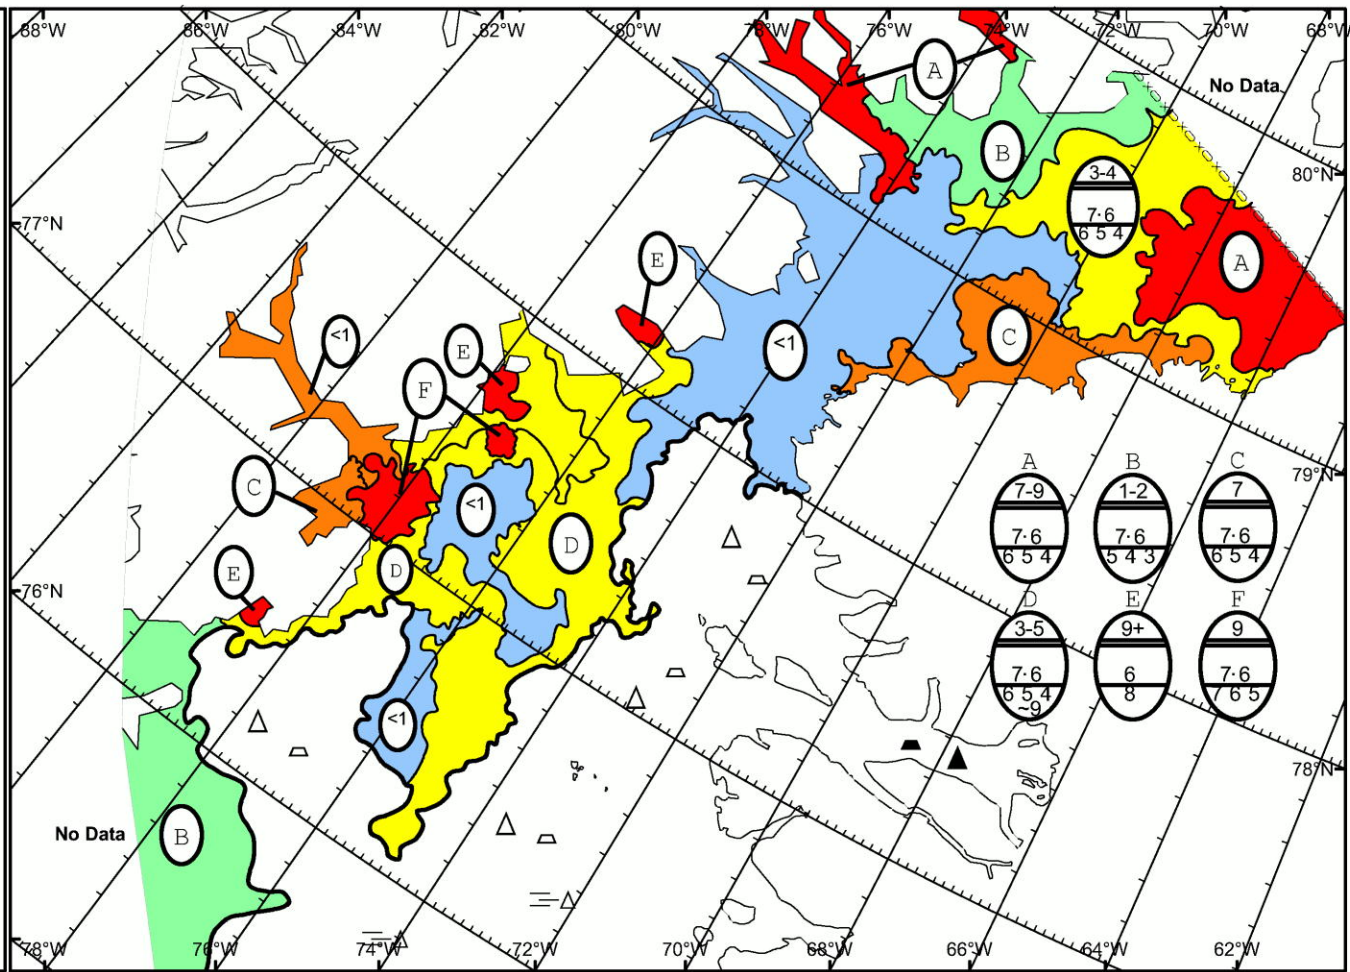 88°W 86°W 84°W 82°W 80°W 78°W 76°W 74°W 72°W 70°W 68°W
A
No Data
B
3-4
7·6
6 5 4
80°N
77°N
E
A
<1
E
<1
C
F
C
<1
D
79°N
E
D
76°N
<1
B
No Data
78°N
A B C
7-9 1-2 7
7·6 7·6 7·6
6 5 4 5 4 3 6 5 4
D E F
3-5 9+ 9
7·6 6 7·6
6 5 4 8 7 6 5
~9
78°W 76°W 74°W 72°W 70°W 68°W 66°W 64°W 62°W